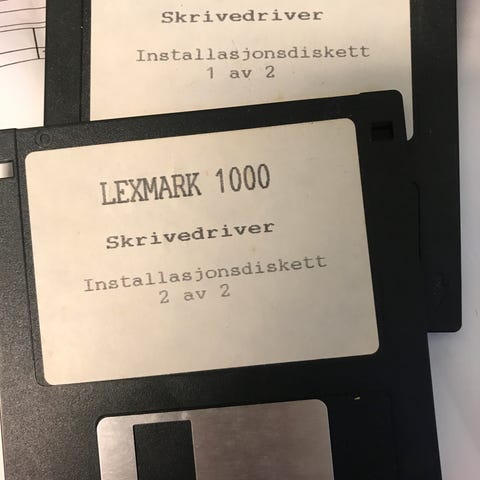 Skrivedriver
Installasjonsdiskett
1 av 2
LEXMARK 1000
Skrivedriver
Installasjonsdiskett
2 av 2